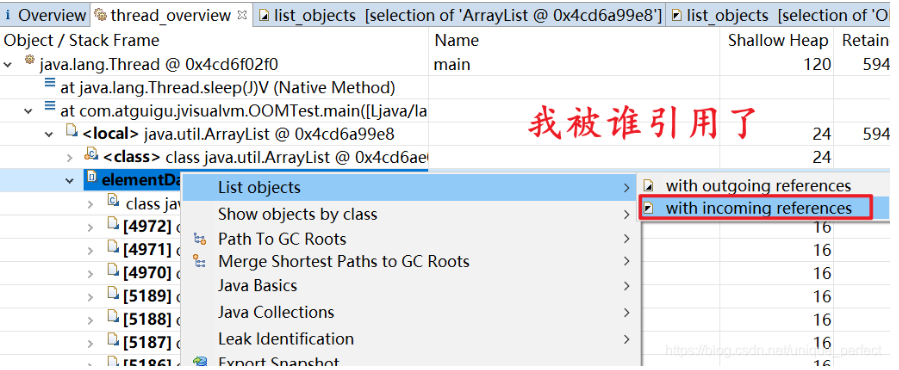 Overview thread_overview list_objects [selection of 'ArrayList @ 0x4cd6a99e8'] list_objects [selection of 'O
Object / Stack Frame Name Shallow Heap Retain
java.lang.Thread @ 0x4cd6f02f0 main 120 594
at java.lang.Thread.sleep(J)V (Native Method)
at com.atguigu.jvisualvm.OOMTest.main([Ljava/la
我被谁引用了
<local> java.util.ArrayList @ 0x4cd6a99e8 24 594
<class> class java.util.ArrayList @ 0x4cd6ae 24
elementDa
List objects
with outgoing references
with incoming references
class jav
Show objects by class
[4972] 16
Path To GC Roots
[4971] 16
Merge Shortest Paths to GC Roots
[4970] 16
Java Basics
[5189] 16
Java Collections
[5188] 16
Leak Identification
[5187] 16
Export Snapshot
[5186] 16
https://blog.csdn.net/unique_perfect